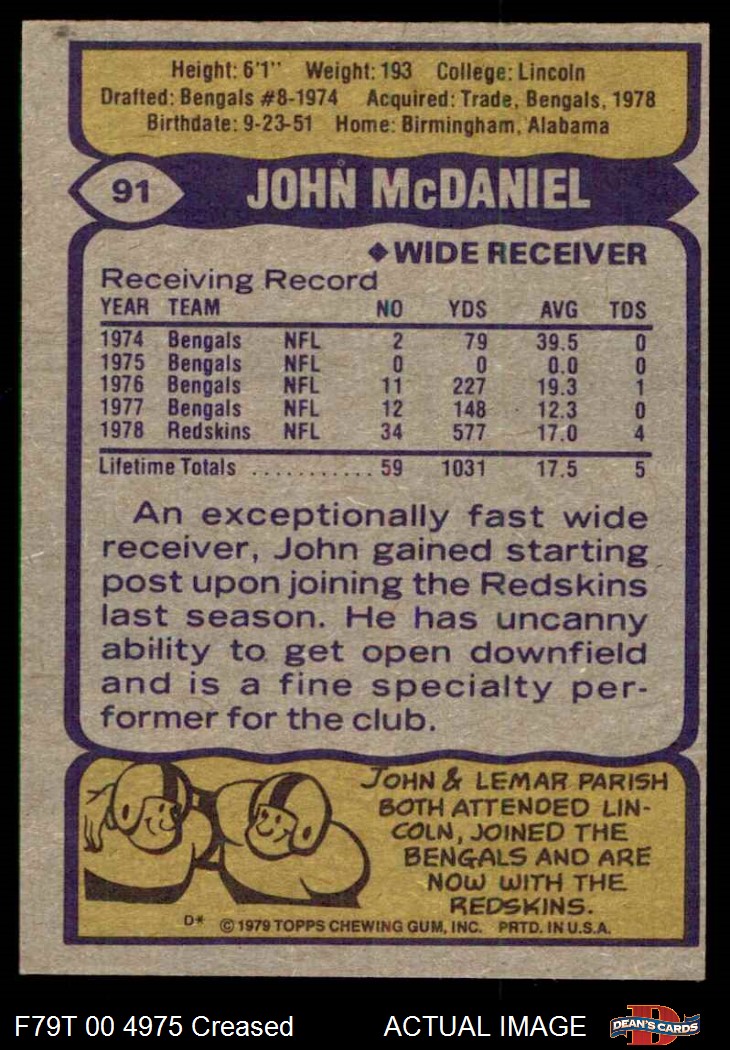 Height: 6'1" Weight: 193 College: Lincoln
Drafted: Bengals #8-1974 Acquired: Trade, Bengals, 1978
Birthdate: 9-23-51 Home: Birmingham, Alabama
91 JOHN McDANIEL
◆WIDE RECEIVER
Receiving Record
YEAR TEAM NO YDS AVG TDS
1974 Bengals NFL 2 79 39.5 0
1975 Bengals NFL 0 0 0.0 0
1976 Bengals NFL 11 227 19.3 1
1977 Bengals NFL 12 148 12.3 0
1978 Redskins NFL 34 577 17.0 4
Lifetime Totals ............ 59 1031 17.5 5
An exceptionally fast wide
receiver, John gained starting
post upon joining the Redskins
last season. He has uncanny
ability to get open downfield
and is a fine specialty per-
former for the club.
JOHN & LEMAR PARISH
BOTH ATTENDED LIN-
COLN, JOINED THE
BENGALS AND ARE
NOW WITH THE
REDSKINS.
D* © 1979 TOPPS CHEWING GUM, INC. PRTD. IN U.S.A.
F79T 00 4975 Creased ACTUAL IMAGE
D
DEAN'S CARDS